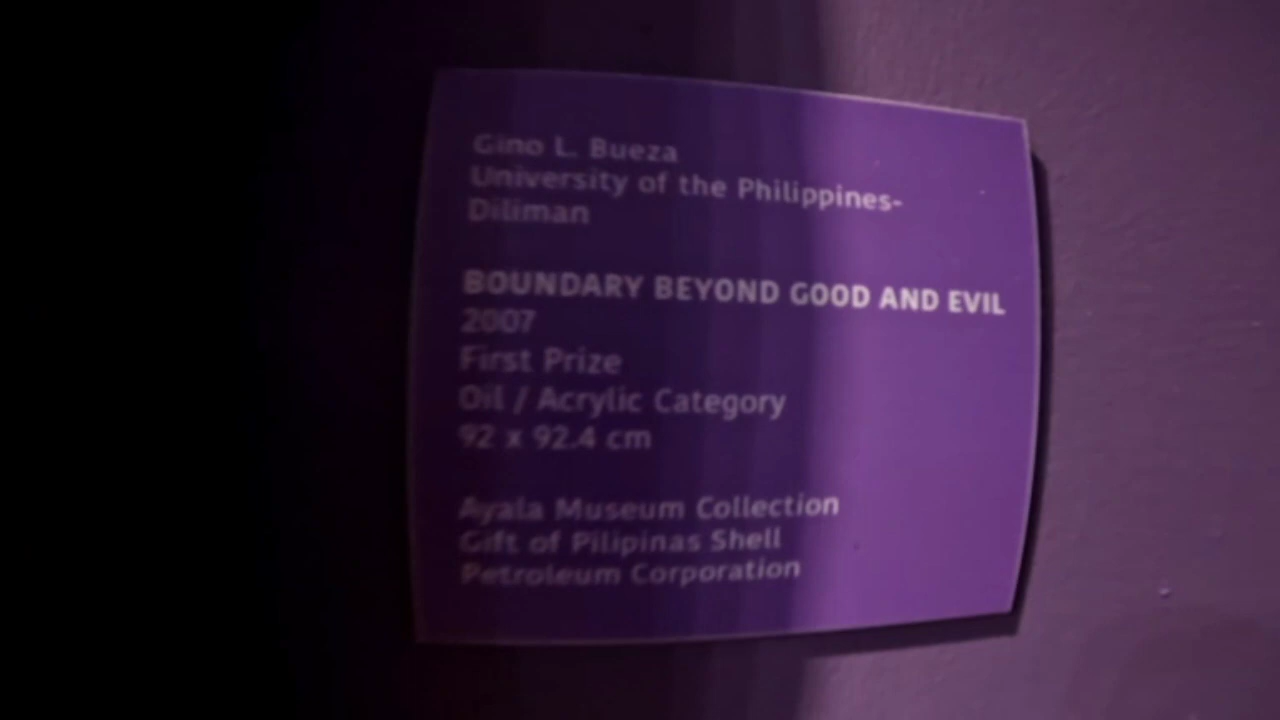 Gino L. Bueza
University of the Philippines-
Diliman
BOUNDARY BEYOND GOOD AND EVIL
2007
First Prize
Oil / Acrylic Category
92 x 92.4 cm
Ayala Museum Collection
Gift of Pilipinas Shell
Petroleum Corporation